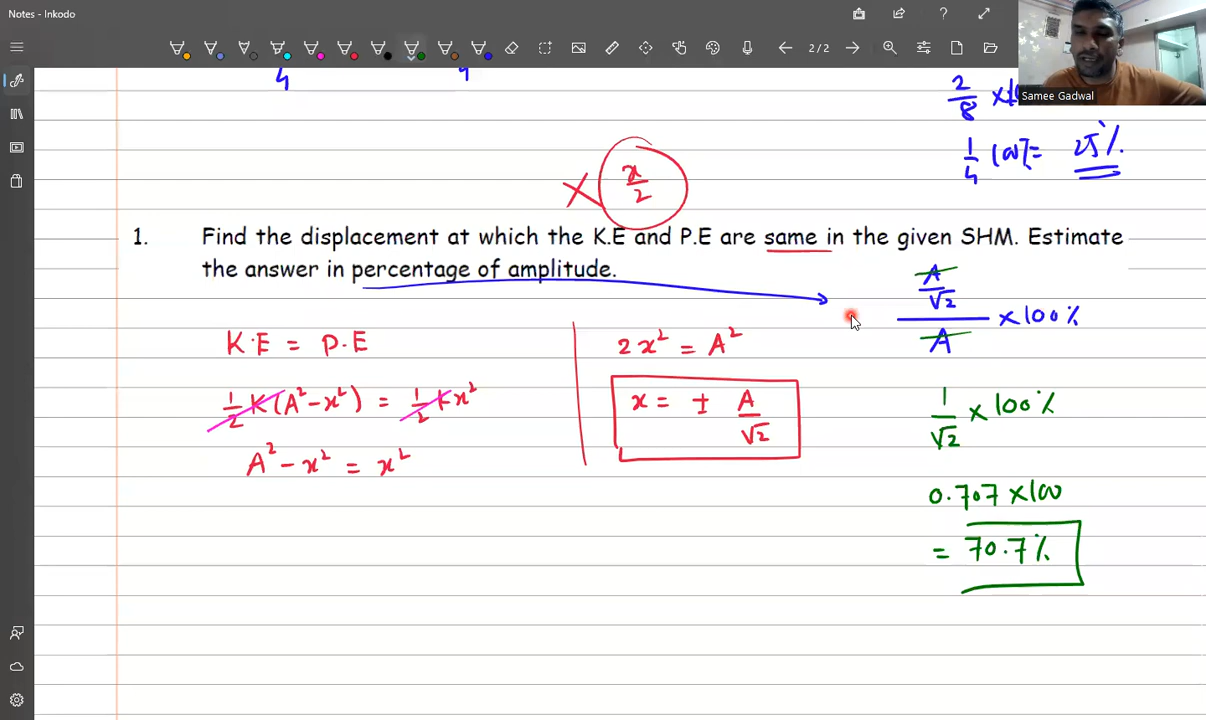 Notes - Inkodo
2/2
Samee Gadwal
4
2/8 ×
1/4 100 = 25%
× x/2
1. Find the displacement at which the K.E and P.E are same in the given SHM. Estimate
the answer in percentage of amplitude.
K.E = P.E
1/2 K(A² - x²) = 1/2 Kx²
A² - x² = x²
2x² = A²
x = ± A/√2
A/√2 / A × 100%
1/√2 × 100%
0.707 × 100
= 70.7%